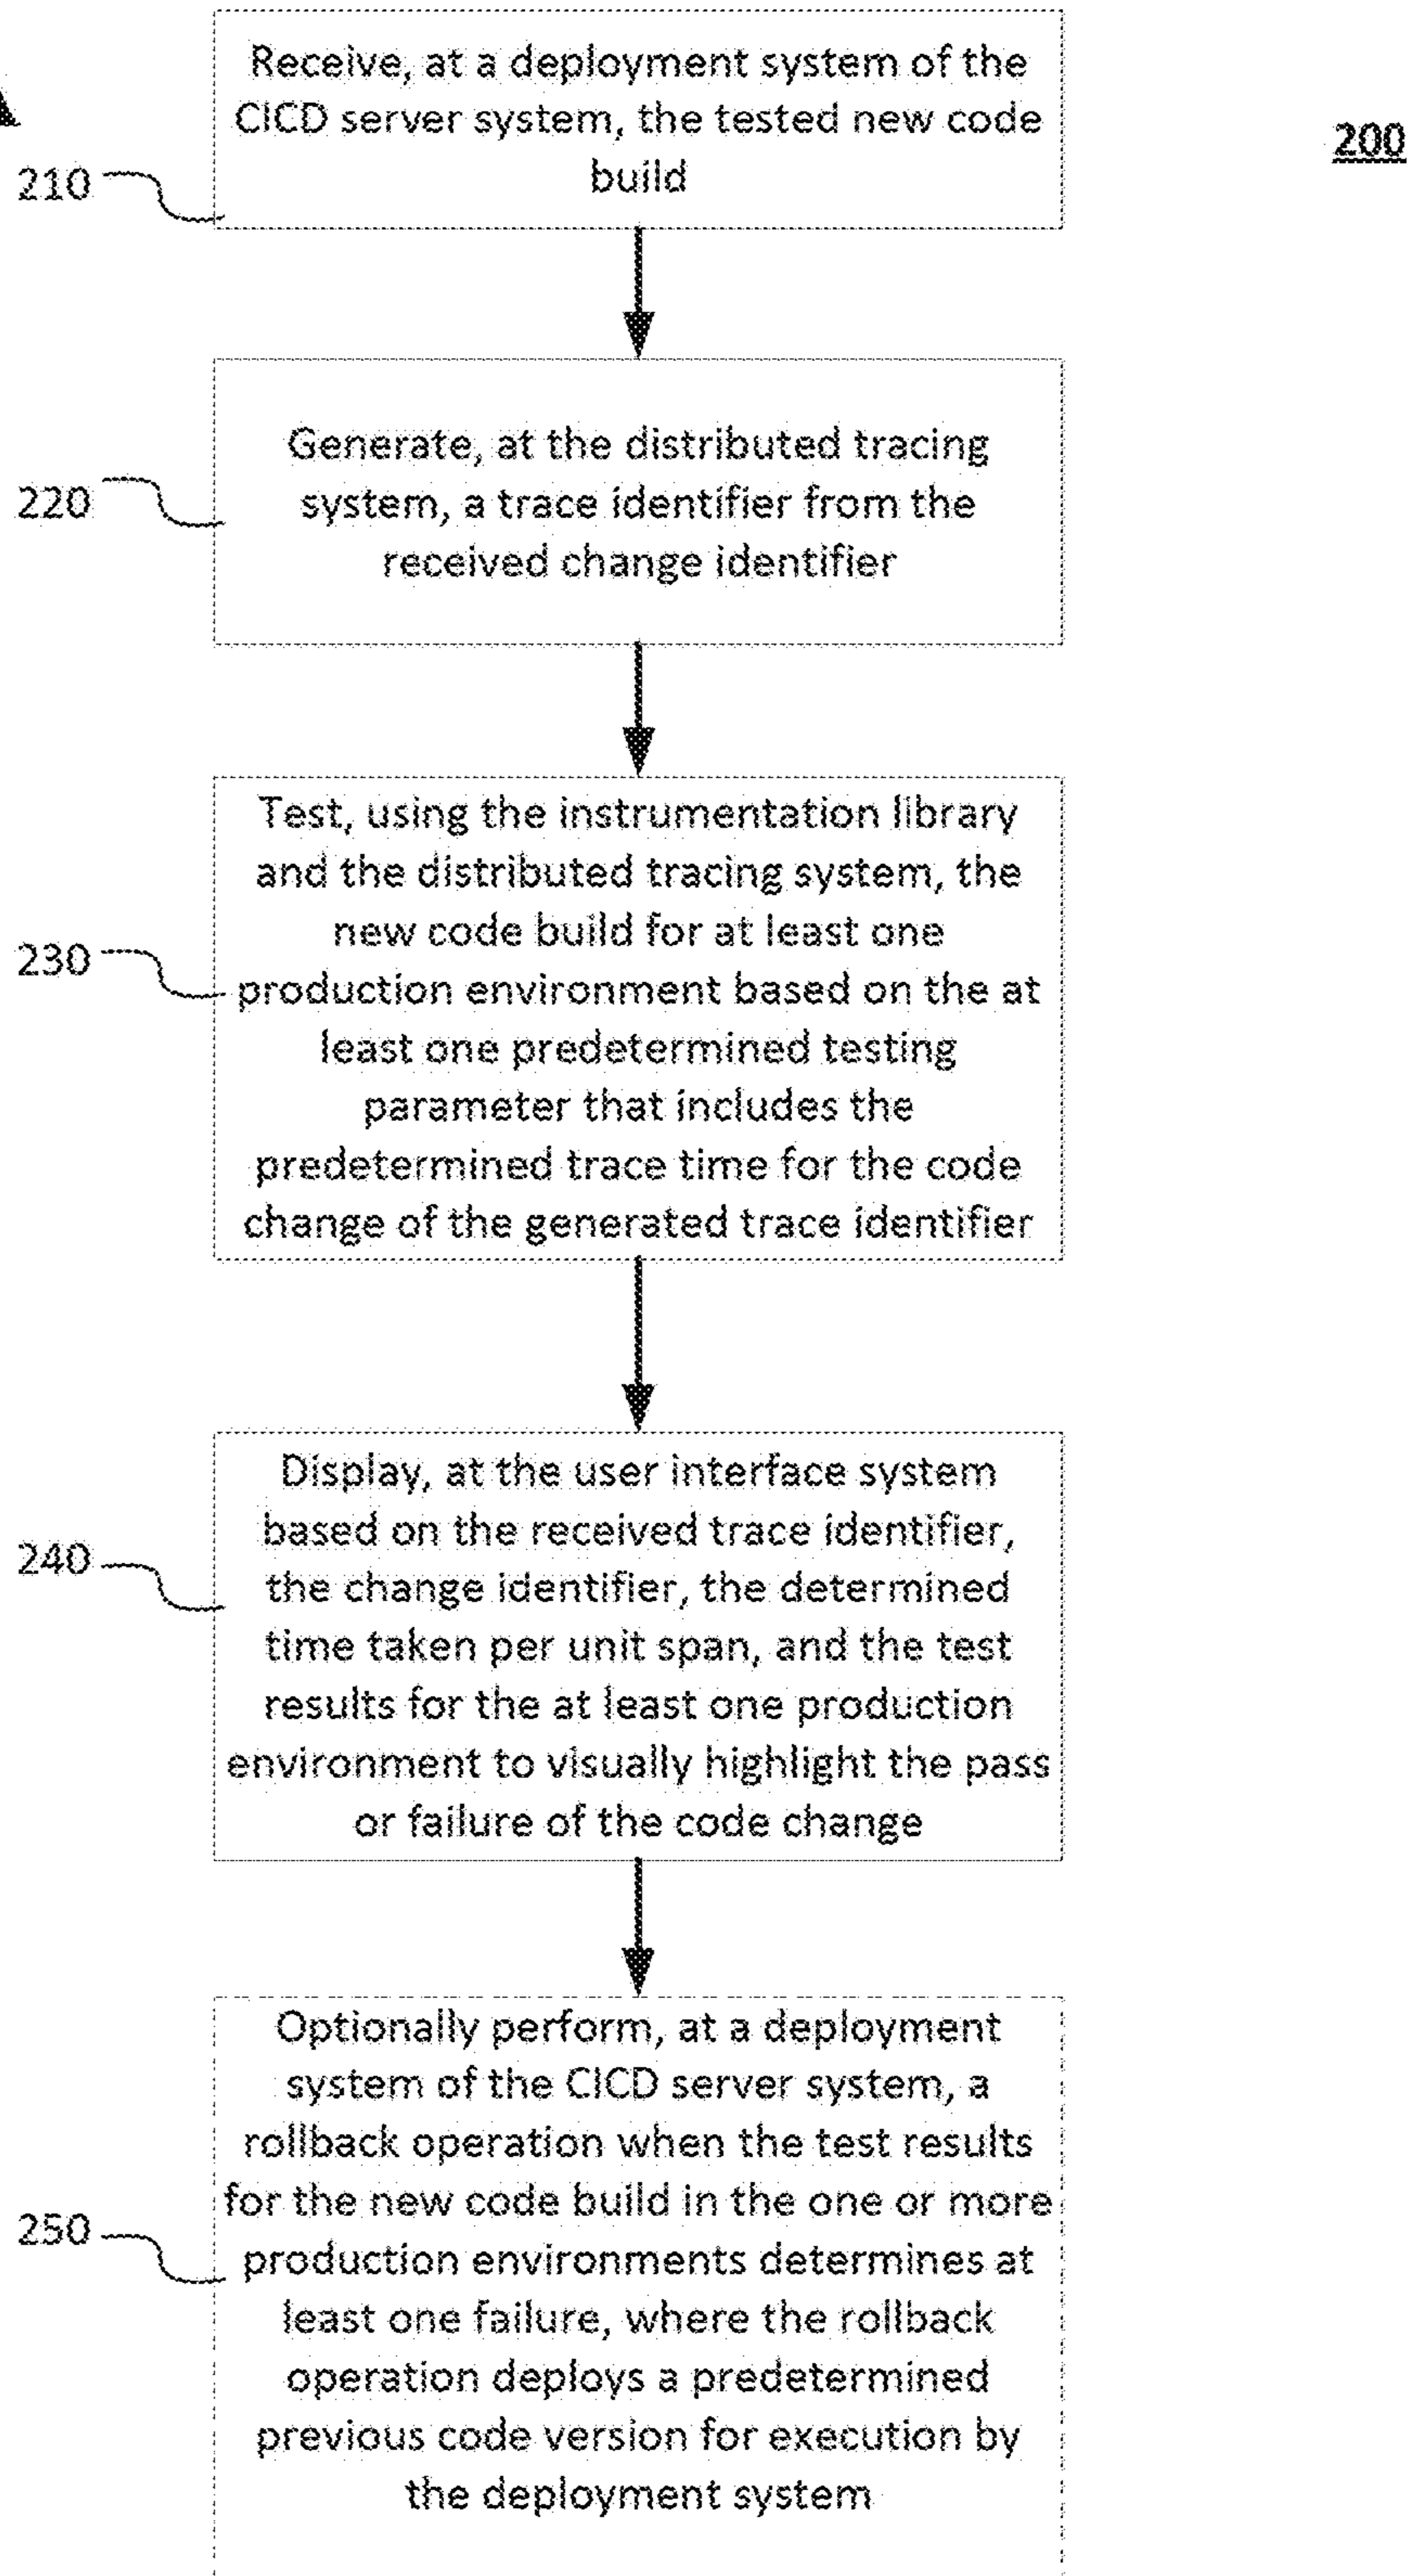 Receive, at a deployment system of the
CICD server system, the tested new code
build
200
210
Generate, at the distributed tracing
system, a trace identifier from the
received change identifier
220
Test, using the instrumentation library
and the distributed tracing system, the
new code build for at least one
production environment based on the at
least one predetermined testing
parameter that includes the
predetermined trace time for the code
change of the generated trace identifier
230
Display, at the user interface system
based on the received trace identifier,
the change identifier, the determined
time taken per unit span, and the test
results for the at least one production
environment to visually highlight the pass
or failure of the code change
240
Optionally perform, at a deployment
system of the CICD server system, a
rollback operation when the test results
for the new code build in the one or more
production environments determines at
least one failure, where the rollback
operation deploys a predetermined
previous code version for execution by
the deployment system
250